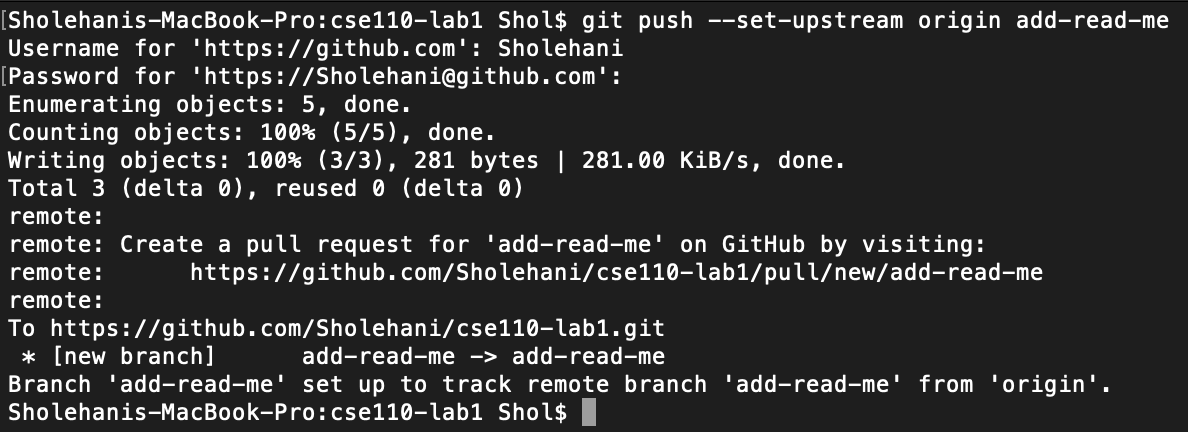 [Sholehanis-MacBook-Pro:cse110-lab1 Shol$ git push --set-upstream origin add-read-me
Username for 'https://github.com': Sholehani
[Password for 'https://Sholehani@github.com':
Enumerating objects: 5, done.
Counting objects: 100% (5/5), done.
Writing objects: 100% (3/3), 281 bytes | 281.00 KiB/s, done.
Total 3 (delta 0), reused 0 (delta 0)
remote:
remote: Create a pull request for 'add-read-me' on GitHub by visiting:
remote:      https://github.com/Sholehani/cse110-lab1/pull/new/add-read-me
remote:
To https://github.com/Sholehani/cse110-lab1.git
 * [new branch]      add-read-me -> add-read-me
Branch 'add-read-me' set up to track remote branch 'add-read-me' from 'origin'.
Sholehanis-MacBook-Pro:cse110-lab1 Shol$